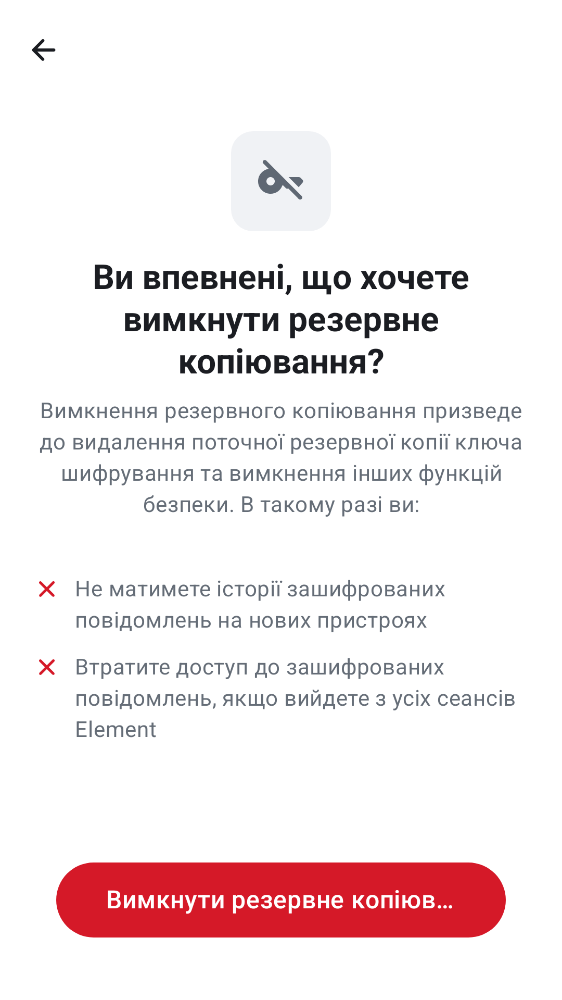 Ви впевнені, що хочете
вимкнути резервне
копіювання?
Вимкнення резервного копіювання призведе
до видалення поточної резервної копії ключа
шифрування та вимкнення інших функцій
безпеки. В такому разі ви:
Не матимете історії зашифрованих
повідомлень на нових пристроях
Втратите доступ до зашифрованих
повідомлень, якщо вийдете з усіх сеансів
Element
Вимкнути резервне копіюв...